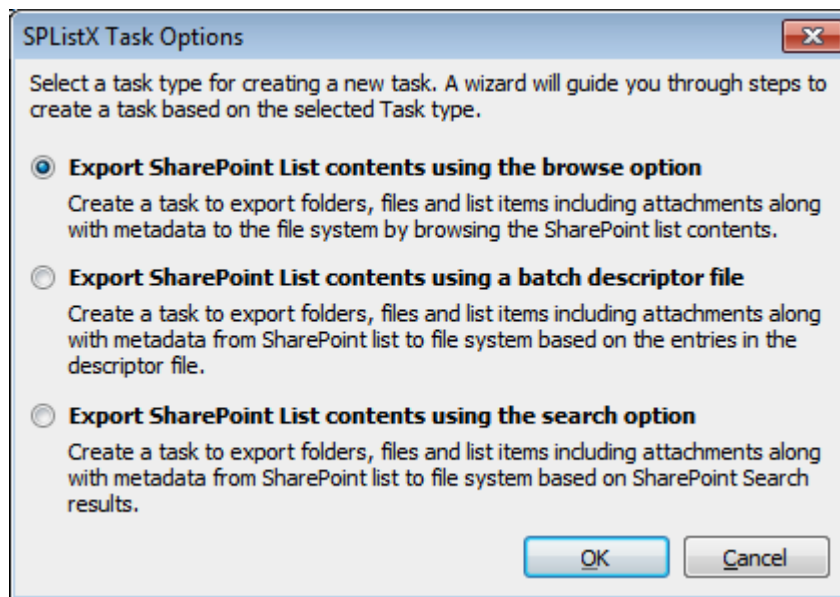 SPListX Task Options
Select a task type for creating a new task. A wizard will guide you through steps to
create a task based on the selected Task type.
Export SharePoint List contents using the browse option
Create a task to export folders, files and list items including attachments along
with metadata to the file system by browsing the SharePoint list contents.
Export SharePoint List contents using a batch descriptor file
Create a task to export folders, files and list items including attachments along
with metadata from SharePoint list to file system based on the entries in the
descriptor file.
Export SharePoint List contents using the search option
Create a task to export folders, files and list items including attachments along
with metadata from SharePoint list to file system based on SharePoint Search
results.
OK Cancel